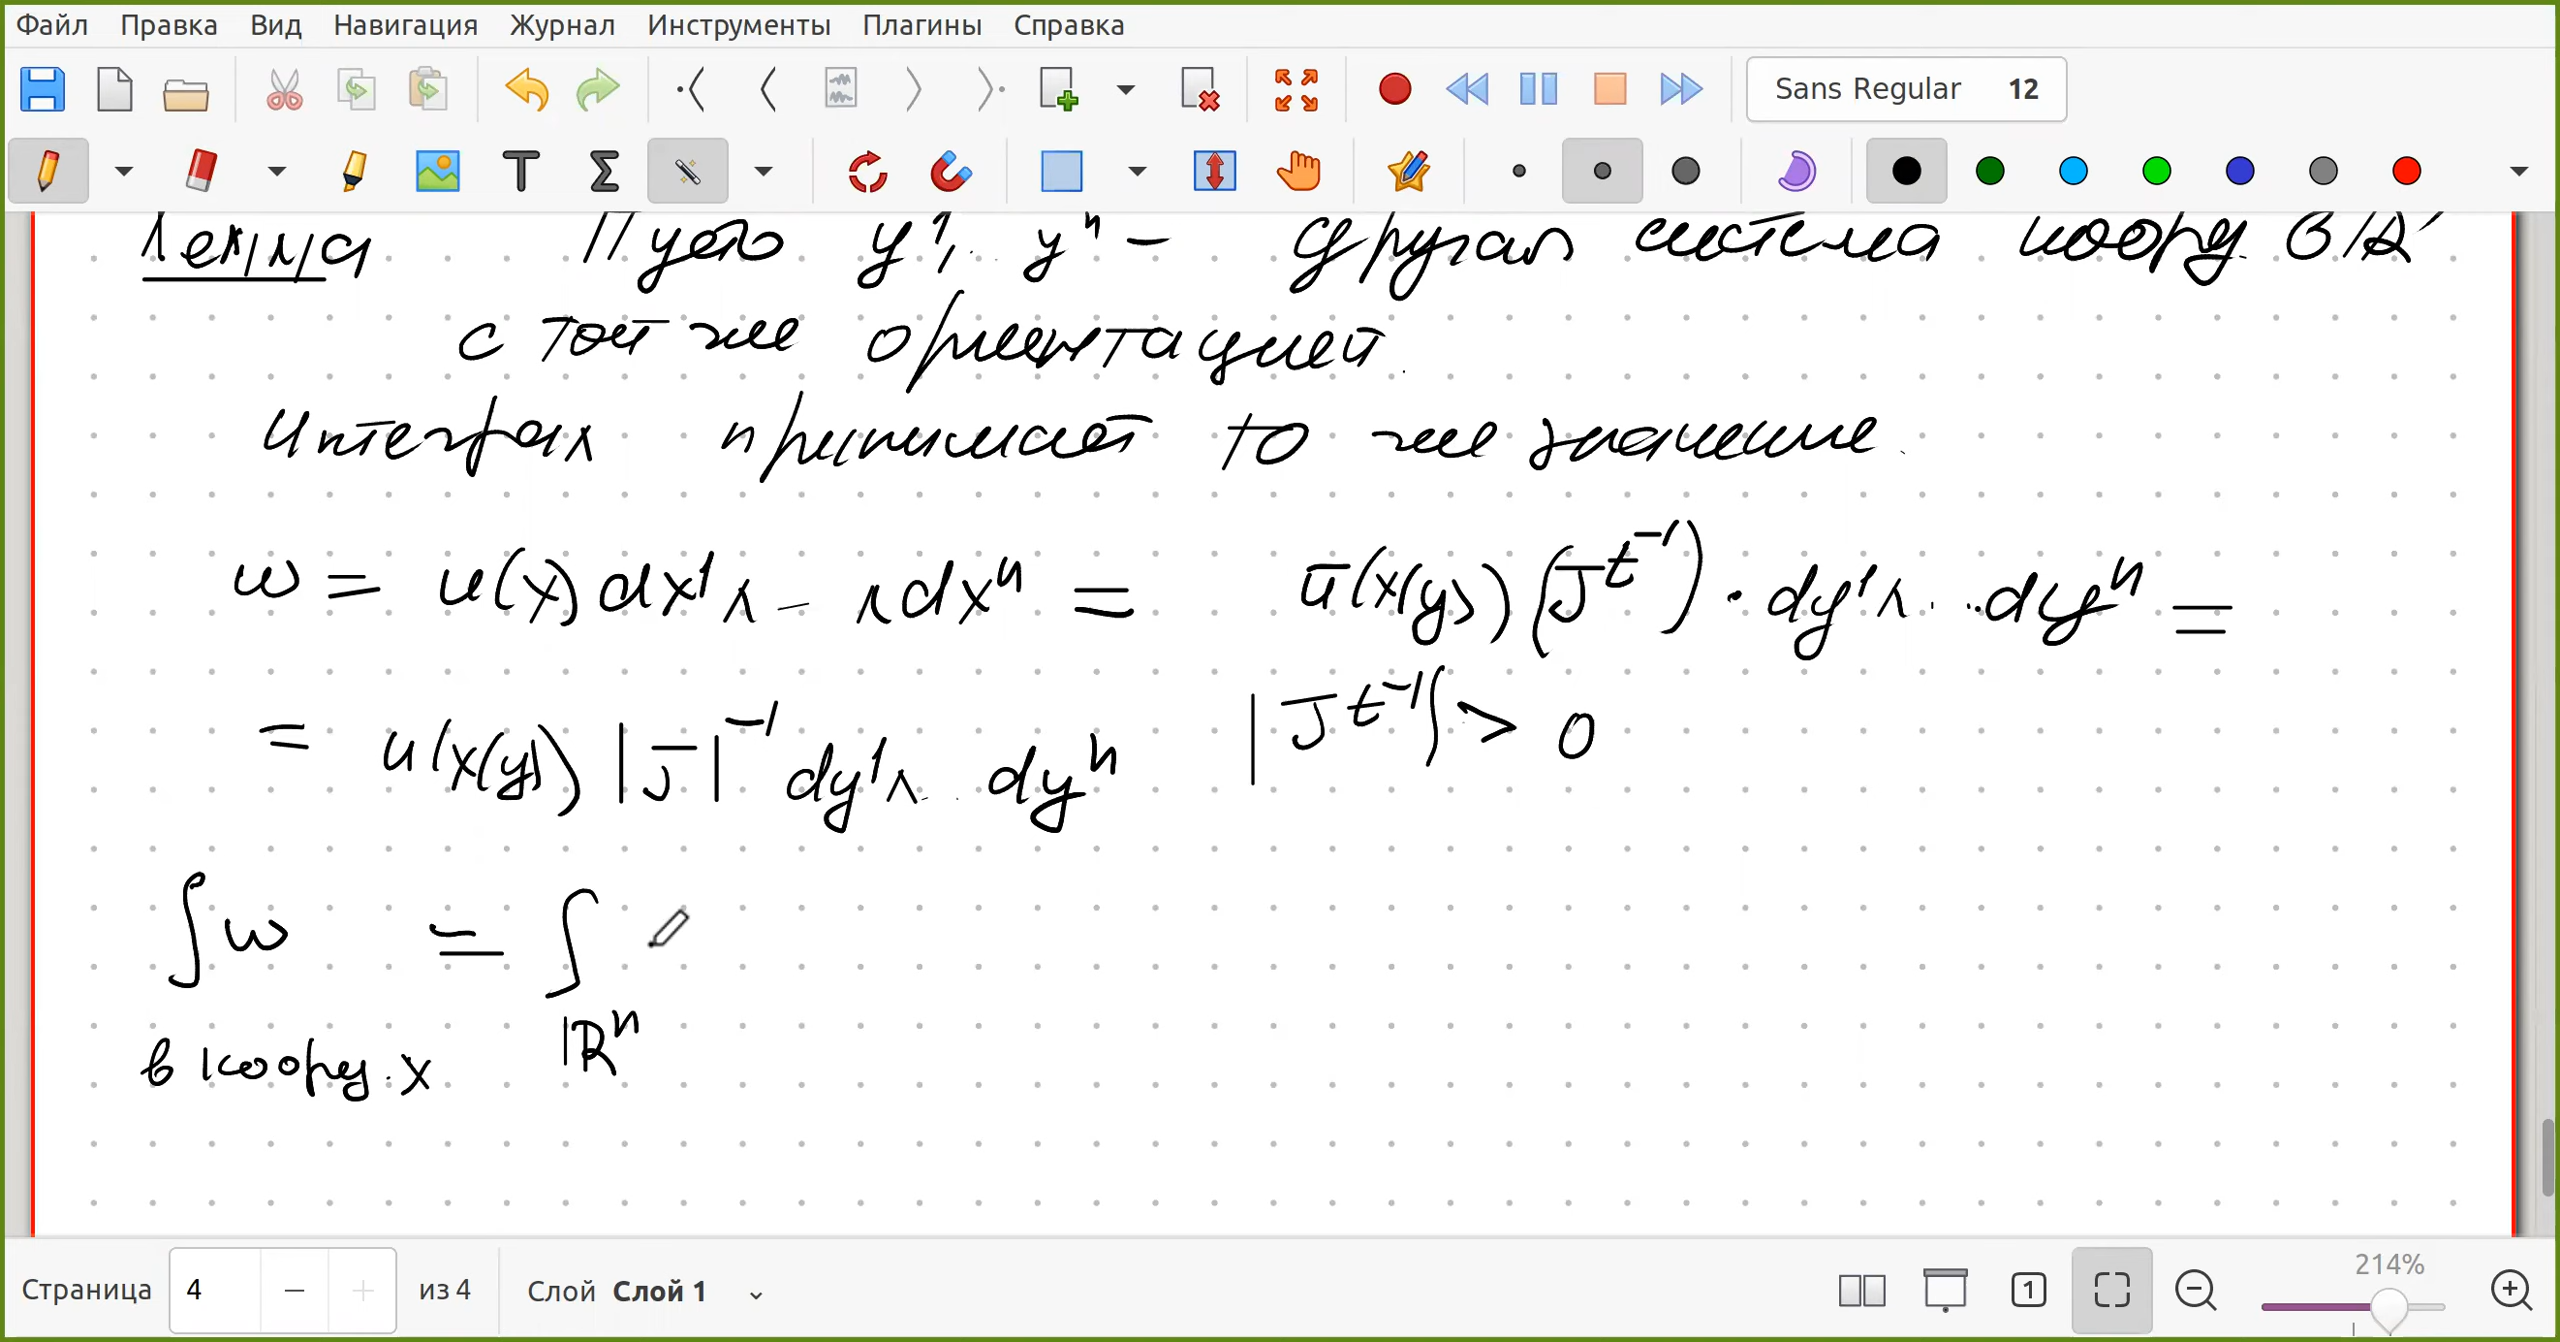 Файл Правка Вид Навигация Журнал Инструменты Плагины Справка
Sans Regular 12
Лемма Пусть y¹, .. yⁿ – другая система коорд. в ℝⁿ
с той же ориентацией.
Интеграл принимает то же значение.
ω = u(x) dx¹ ∧ – ∧ dxⁿ = u(x(y)) (J^{t^{-1}}) · dy¹ ∧ ... dyⁿ =
= u(x(y)) |J|⁻¹ dy¹ ∧ ... dyⁿ |J^{t^{-1}}| > 0
∫ω = ∫
в коорд. x ℝⁿ
Страница 4 из 4 Слой Слой 1 214%